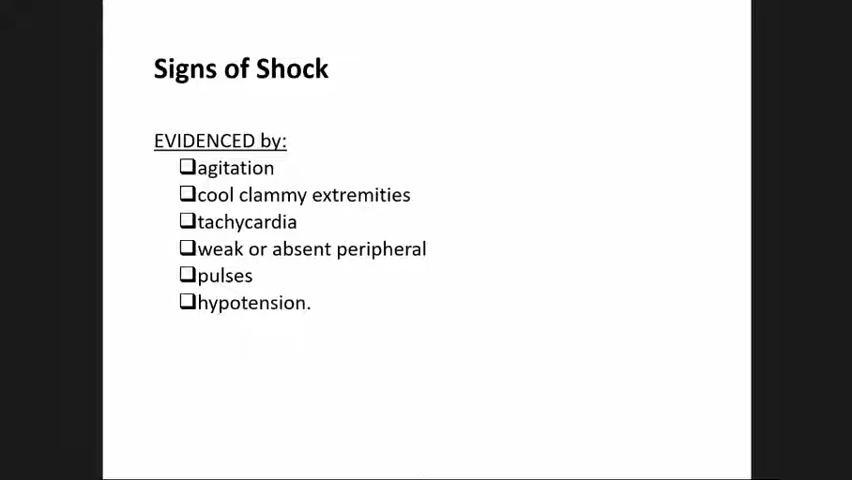 Signs of Shock
EVIDENCED by:
❑agitation
❑cool clammy extremities
❑tachycardia
❑weak or absent peripheral
❑pulses
❑hypotension.